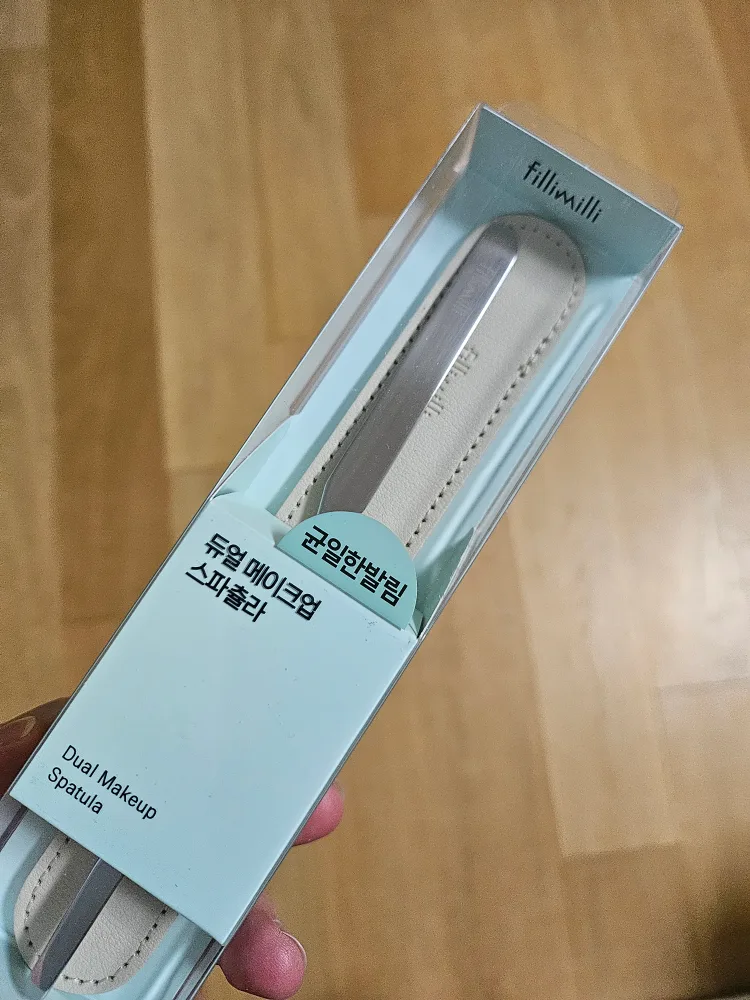 fillimilli
fillimilli
균일한발림
듀얼 메이크업
스파츌라
Dual Makeup
Spatula